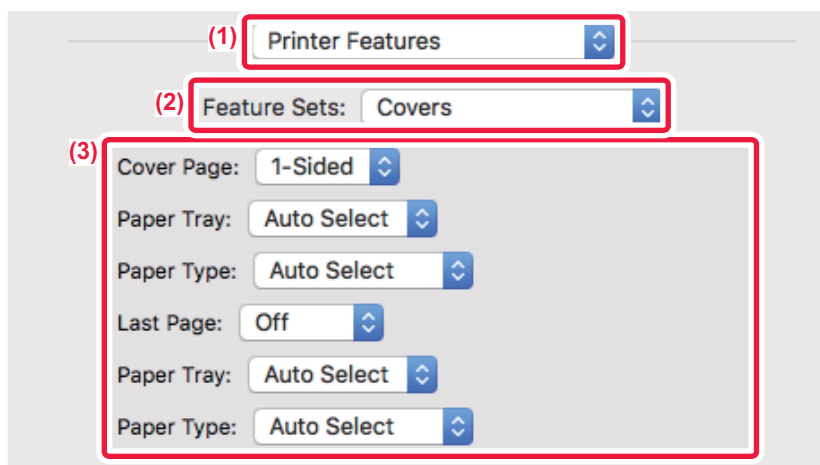 (1) Printer Features
(2) Feature Sets: Covers
(3)
Cover Page: 1-Sided
Paper Tray: Auto Select
Paper Type: Auto Select
Last Page: Off
Paper Tray: Auto Select
Paper Type: Auto Select